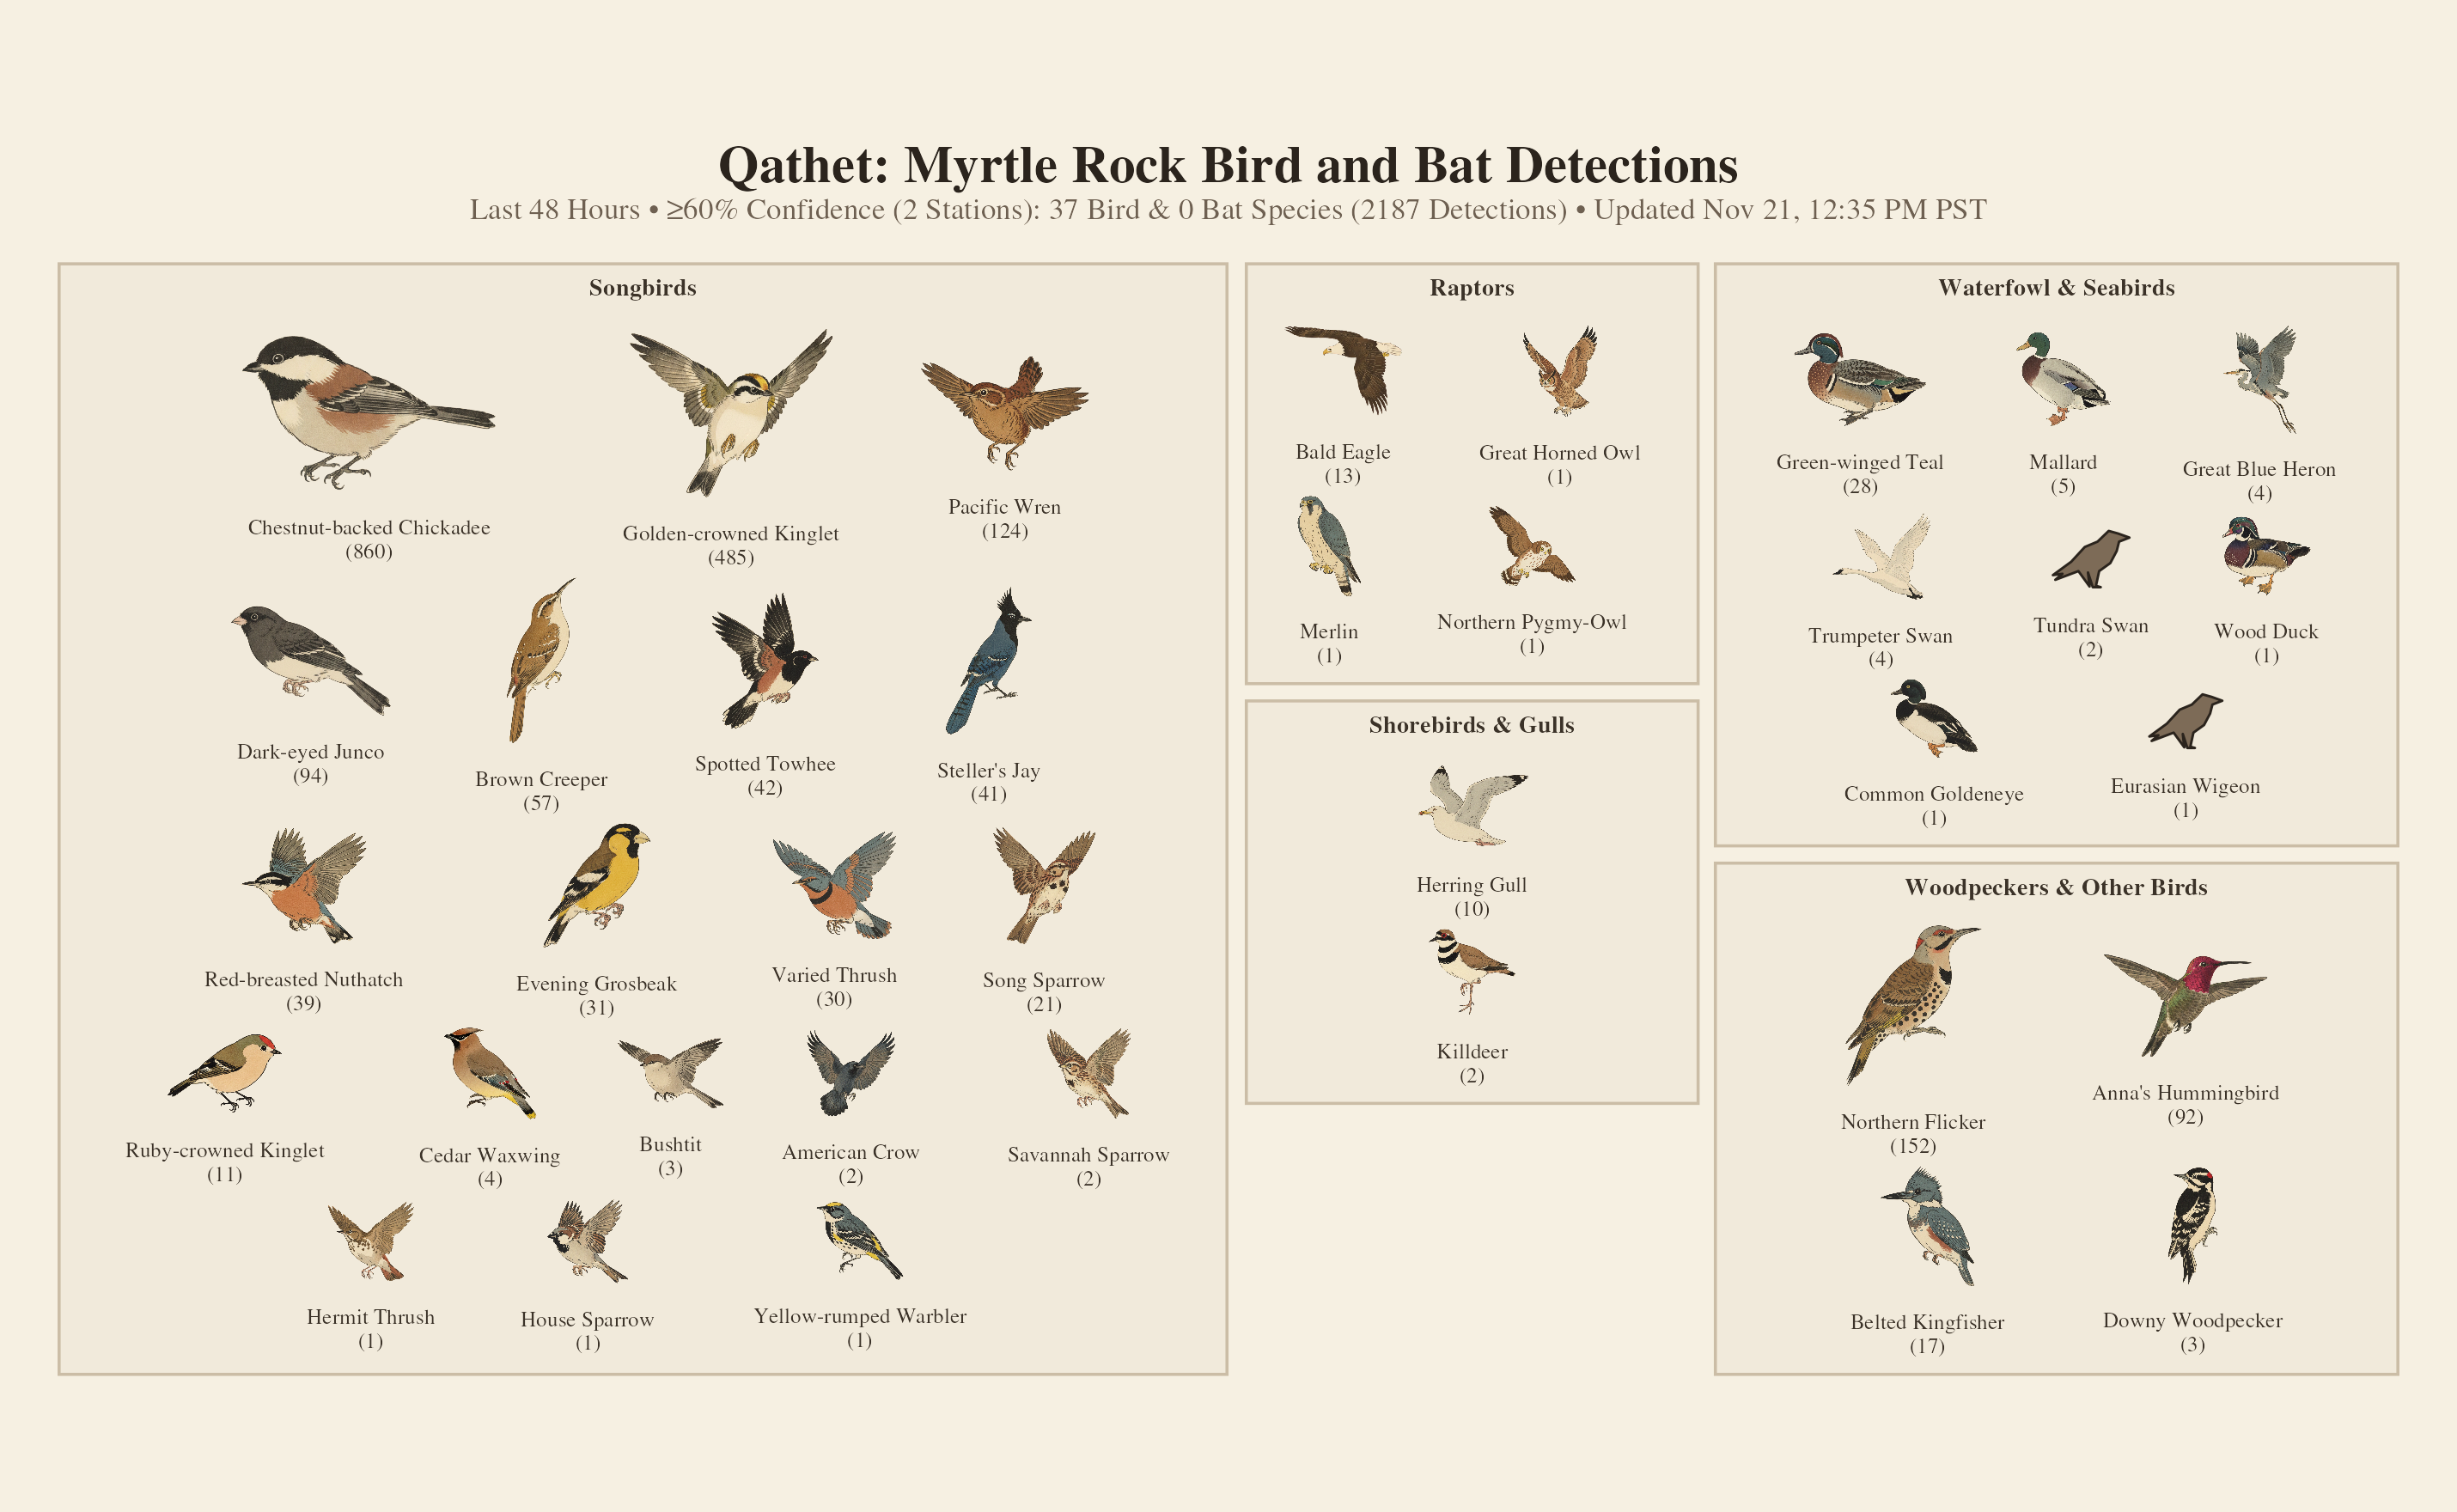 Qathet: Myrtle Rock Bird and Bat Detections
Last 48 Hours • ≥60% Confidence (2 Stations): 37 Bird & 0 Bat Species (2187 Detections) • Updated Nov 21, 12:35 PM PST
Songbirds
Chestnut-backed Chickadee
(860)
Golden-crowned Kinglet
(485)
Pacific Wren
(124)
Dark-eyed Junco
(94)
Brown Creeper
(57)
Spotted Towhee
(42)
Steller's Jay
(41)
Red-breasted Nuthatch
(39)
Evening Grosbeak
(31)
Varied Thrush
(30)
Song Sparrow
(21)
Ruby-crowned Kinglet
(11)
Cedar Waxwing
(4)
Bushtit
(3)
American Crow
(2)
Savannah Sparrow
(2)
Hermit Thrush
(1)
House Sparrow
(1)
Yellow-rumped Warbler
(1)
Raptors
Bald Eagle
(13)
Great Horned Owl
(1)
Merlin
(1)
Northern Pygmy-Owl
(1)
Shorebirds & Gulls
Herring Gull
(10)
Killdeer
(2)
Waterfowl & Seabirds
Green-winged Teal
(28)
Mallard
(5)
Great Blue Heron
(4)
Trumpeter Swan
(4)
Tundra Swan
(2)
Wood Duck
(1)
Common Goldeneye
(1)
Eurasian Wigeon
(1)
Woodpeckers & Other Birds
Northern Flicker
(152)
Anna's Hummingbird
(92)
Belted Kingfisher
(17)
Downy Woodpecker
(3)